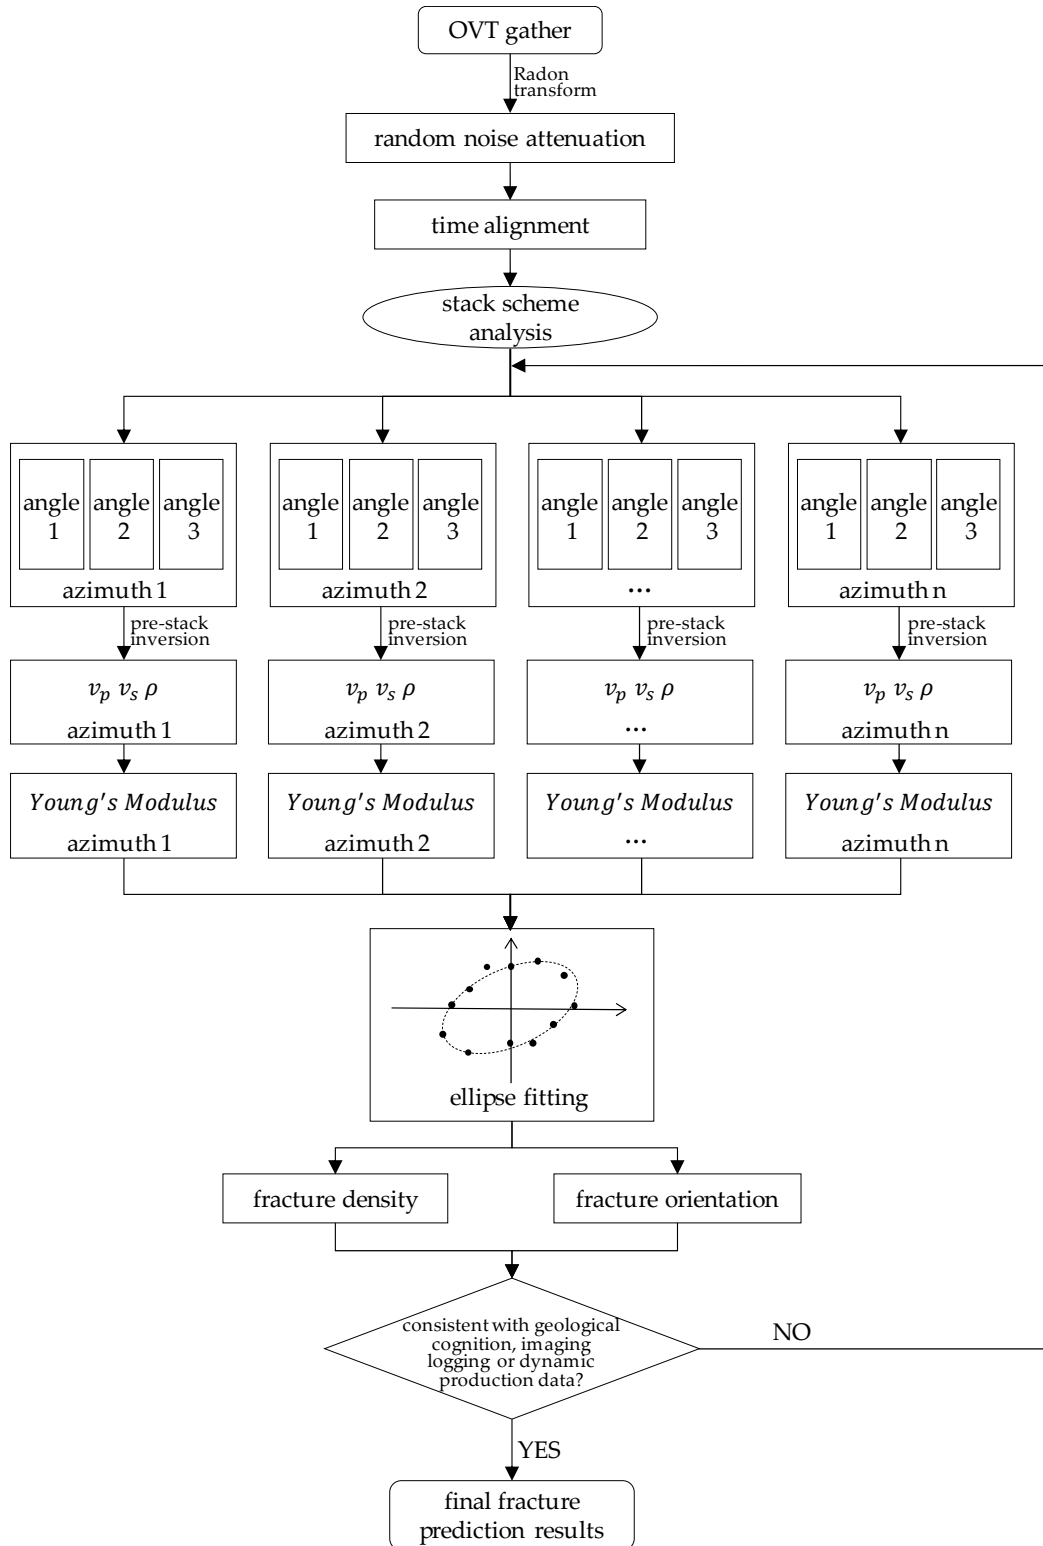 OVT gather
Radon
transform
random noise attenuation
time alignment
stack scheme
analysis
angle
1
angle
2
angle
3
azimuth 1
angle
1
angle
2
angle
3
azimuth 2
angle
1
angle
2
angle
3
...
angle
1
angle
2
angle
3
azimuth n
pre-stack
inversion
pre-stack
inversion
pre-stack
inversion
pre-stack
inversion
v_p v_s ρ
azimuth 1
v_p v_s ρ
azimuth 2
v_p v_s ρ
...
v_p v_s ρ
azimuth n
Young's Modulus
azimuth 1
Young's Modulus
azimuth 2
Young's Modulus
...
Young's Modulus
azimuth n
ellipse fitting
fracture density
fracture orientation
consistent with geological
cognition, imaging
logging or dynamic
production data?
NO
YES
final fracture
prediction results